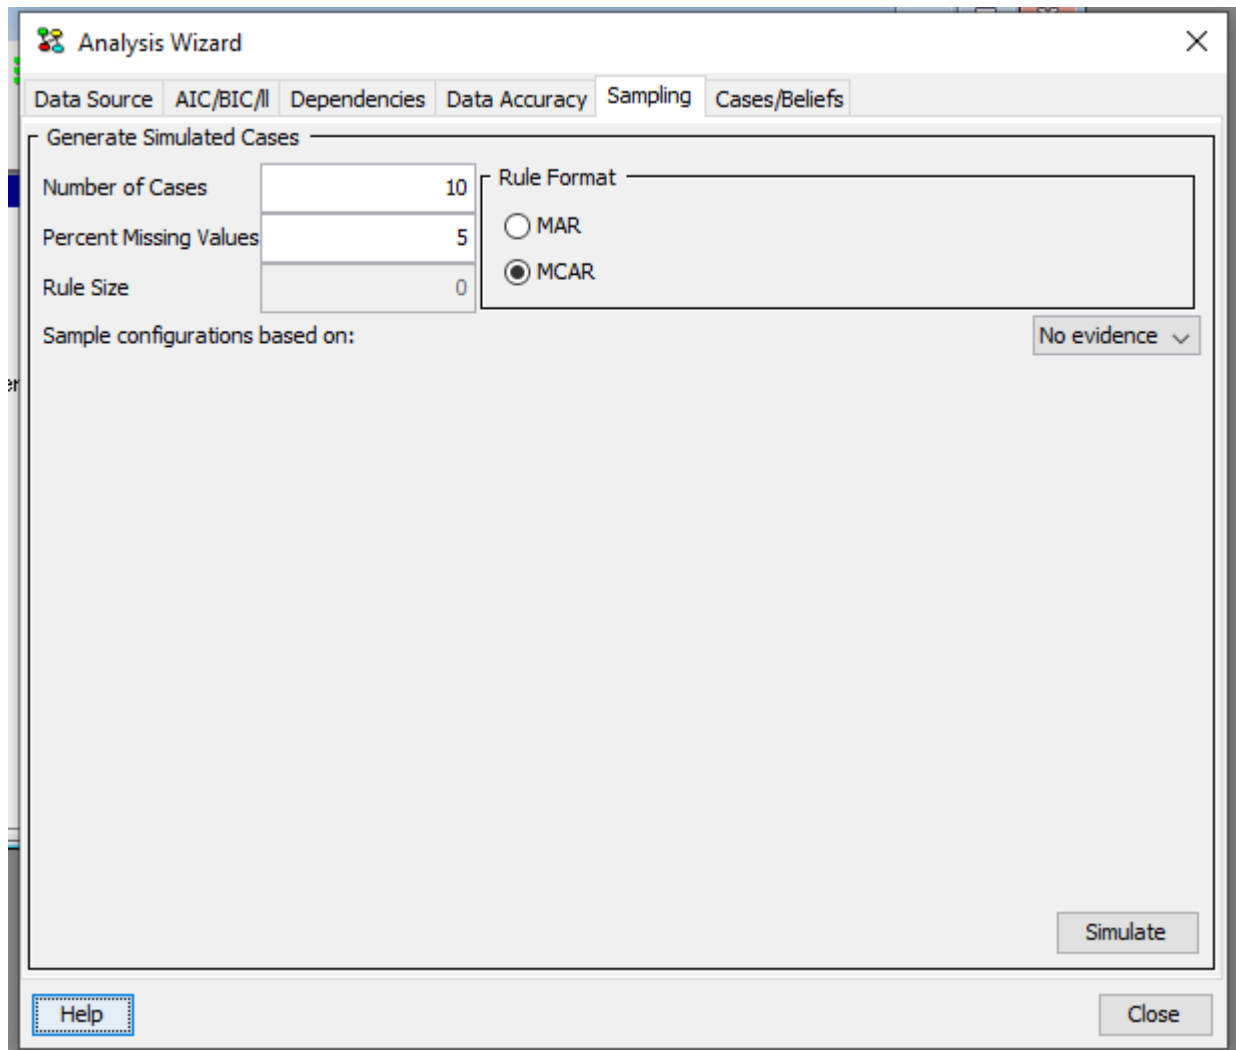 Analysis Wizard
Data Source AIC/BIC/ll Dependencies Data Accuracy Sampling Cases/Beliefs
Generate Simulated Cases
Number of Cases 10
Percent Missing Values 5
Rule Size 0
Rule Format
MAR
MCAR
Sample configurations based on: No evidence
Simulate
Help Close